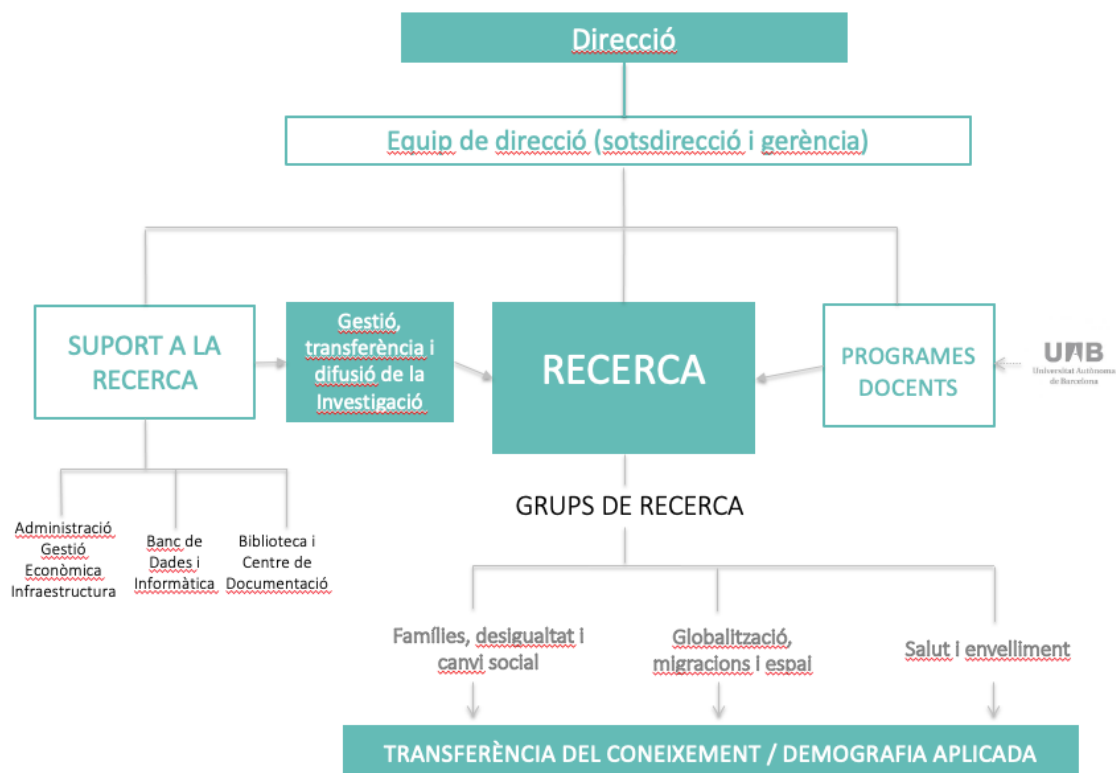 Direcció
Equip de direcció (sotsdirecció i gerència)
SUPORT A LA
RECERCA
Gestió,
transferència i
difusió de la
Investigació
RECERCA
PROGRAMES
DOCENTS
UAB
Universitat Autònoma
de Barcelona
GRUPS DE RECERCA
Administració
Gestió
Econòmica
Infraestructura
Banc de
Dades i
Informàtica
Biblioteca i
Centre de
Documentació
Famílies, desigualtat i
canvi social
Globalització,
migracions i espai
Salut i envelliment
TRANSFERÈNCIA DEL CONEIXEMENT / DEMOGRAFIA APLICADA